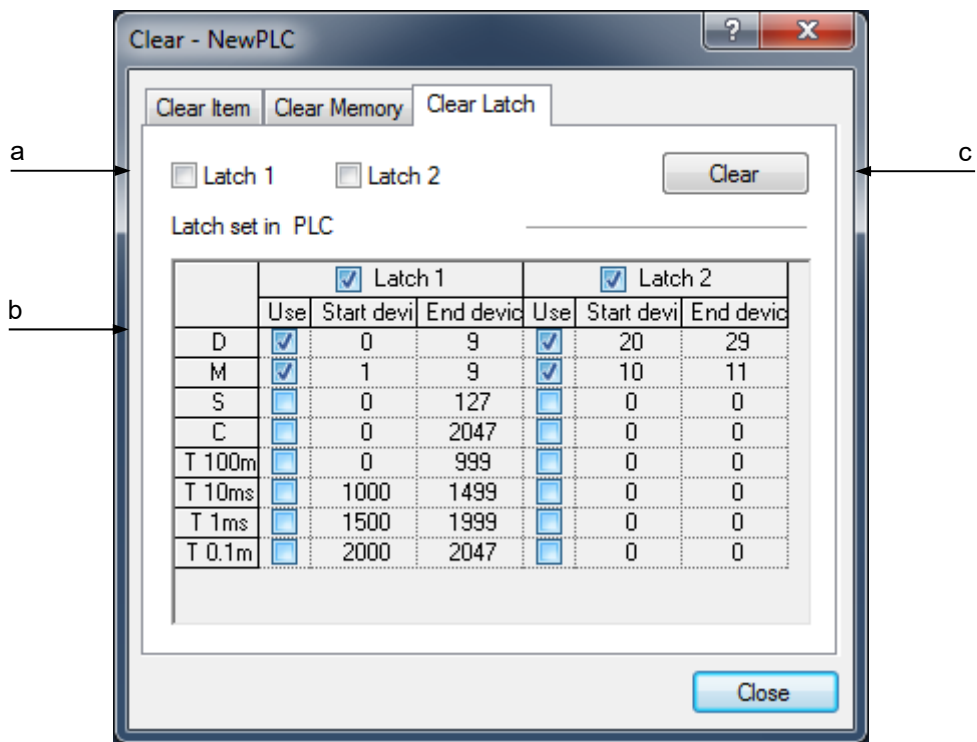 Clear - NewPLC ? X
Clear Item Clear Memory Clear Latch
a
c
Latch 1 Latch 2 Clear
Latch set in PLC
Latch 1 Latch 2
b
Use Start devi End devic Use Start devi End devic
D 0 9 20 29
M 1 9 10 11
S 0 127 0 0
C 0 2047 0 0
T 100m 0 999 0 0
T 10ms 1000 1499 0 0
T 1ms 1500 1999 0 0
T 0.1m 2000 2047 0 0
Close